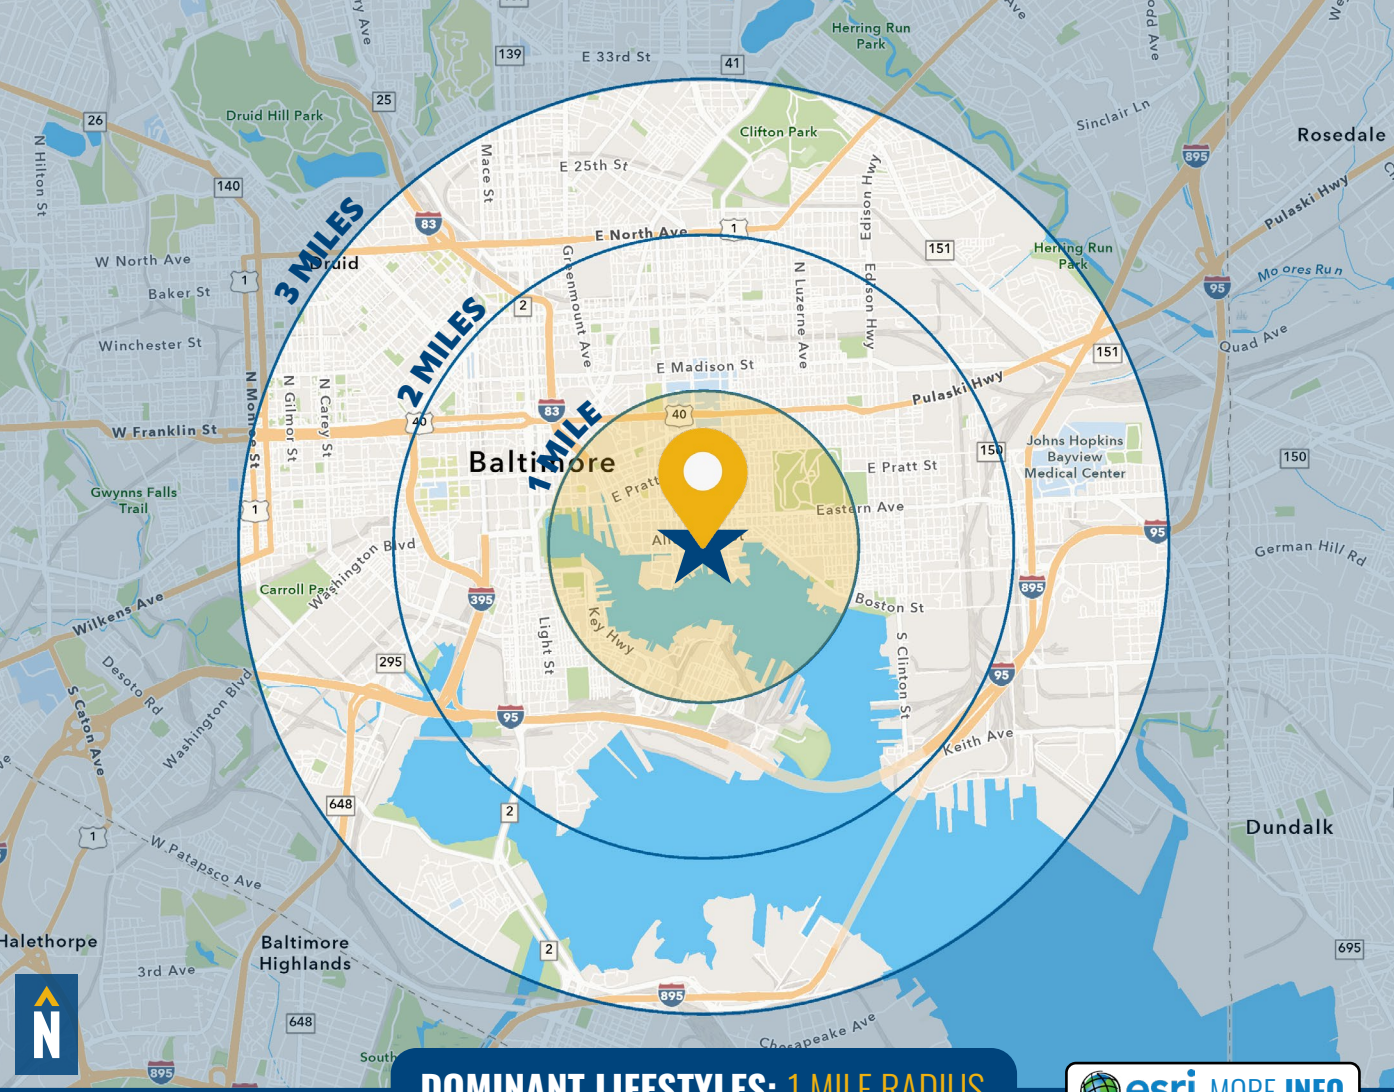 Herring Run
Park
139
E 33rd St
41
25
Druid Hill Park
26
Clifton Park
Sinclair Ln
Rosedale
N Hilton St
Mace St
E 25th St
Edison Hwy
895
140
Pulaski Hwy
3 MILES
83
E North Ave
1
151
Herring Run
Park
W North Ave
Druid
Greenmount Ave
N Luzerne Ave
Edison Hwy
Moores Run
1
95
Baker St
2
2 MILES
Winchester St
Quad Ave
E Madison St
151
N Gilmor St
N Carey St
Pulaski Hwy
83
40
40
1 MILE
W Franklin St
Johns Hopkins
Bayview
Medical Center
150
150
Baltimore
E Pratt
E Pratt St
Gwynns Falls
Trail
1
Eastern Ave
95
Washington Blvd
German Hill Rd
Carroll
395
895
Wilkens Ave
Boston St
Key Hwy
Light St
S Clinton St
295
Desoto Rd
Washington Blvd
95
S Caton Ave
95
Keith Ave
648
2
1
Dundalk
W Patapsco Ave
Halethorpe
Baltimore
Highlands
2
695
3rd Ave
895
N
648
Chesapeake Ave
South
895
DOMINANT LIFESTYLES: 1 MILE RADIUS
esri MORE INFO